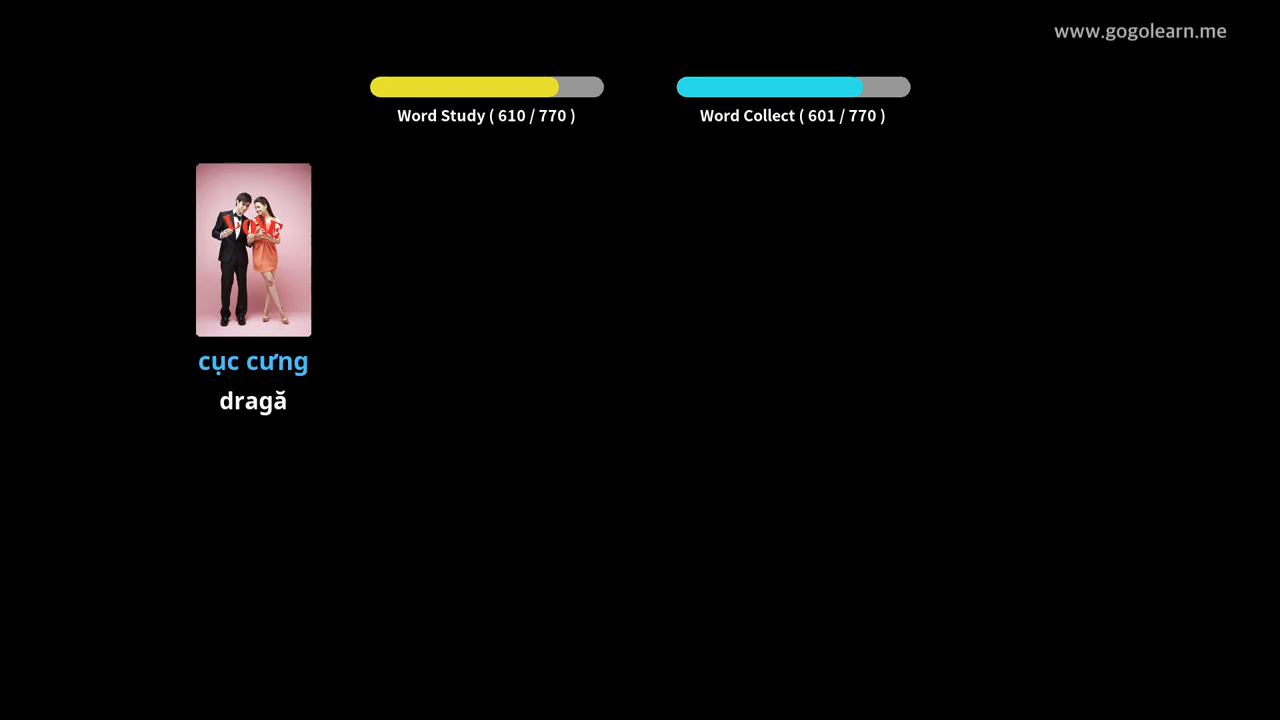 www.gogolearn.me
Word Study ( 610 / 770 )
Word Collect ( 601 / 770 )
cục cưng
dragă